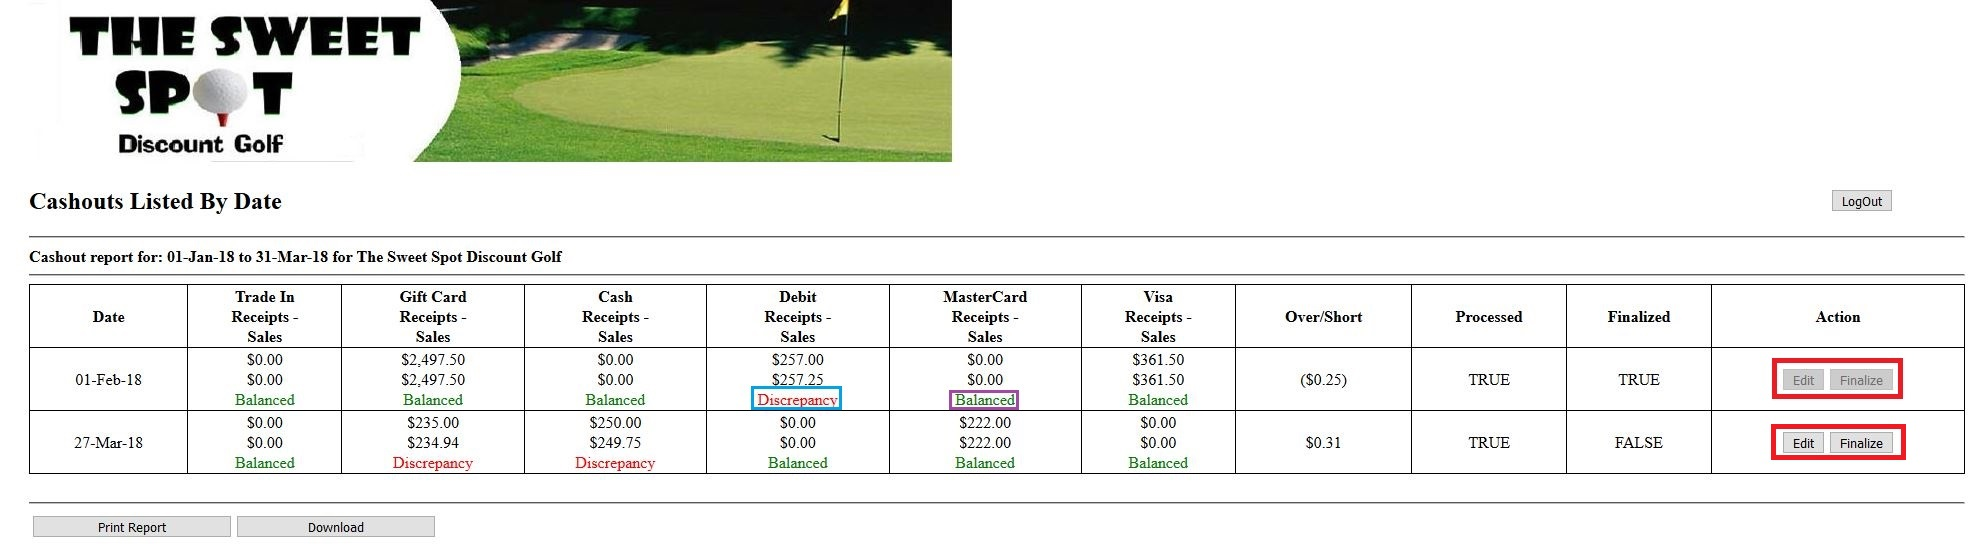 THE SWEET
SPOT
Discount Golf
Cashouts Listed By Date
LogOut
Cashout report for: 01-Jan-18 to 31-Mar-18 for The Sweet Spot Discount Golf
Date
Trade In
Receipts -
Sales
Gift Card
Receipts -
Sales
Cash
Receipts -
Sales
Debit
Receipts -
Sales
MasterCard
Receipts -
Sales
Visa
Receipts -
Sales
Over/Short
Processed
Finalized
Action
01-Feb-18
$0.00
$0.00
Balanced
$2,497.50
$2,497.50
Balanced
$0.00
$0.00
Balanced
$257.00
$257.25
Discrepancy
$0.00
$0.00
Balanced
$361.50
$361.50
Balanced
($0.25)
TRUE
TRUE
Edit Finalize
27-Mar-18
$0.00
$0.00
Balanced
$235.00
$234.94
Discrepancy
$250.00
$249.75
Discrepancy
$0.00
$0.00
Balanced
$222.00
$222.00
Balanced
$0.00
$0.00
Balanced
$0.31
TRUE
FALSE
Edit Finalize
Print Report Download